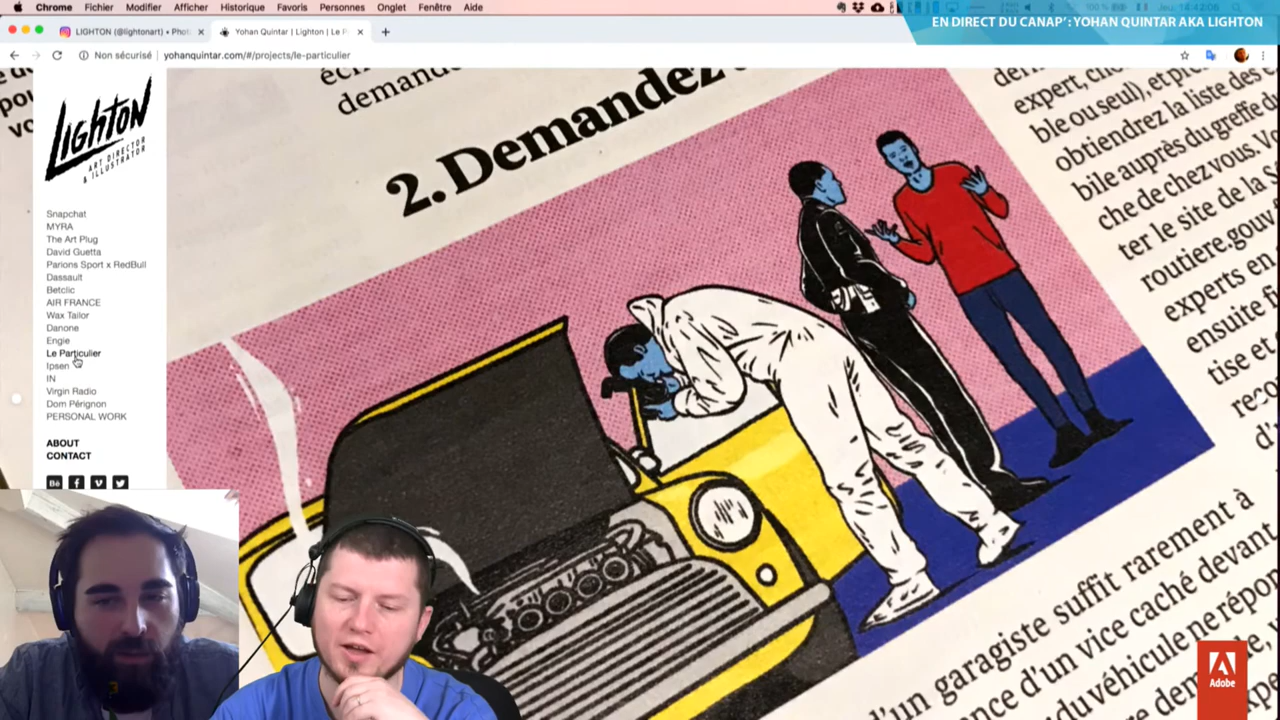 Chrome Fichier Modifier Afficher Historique Favoris Personnes Onglet Fenêtre Aide
EN DIRECT DU CANAP' : YOHAN QUINTAR AKA LIGHTON
LIGHTON (@lightonart) • Phot
Yohan Quintar | Lighton | Le P
Non sécurisé yohanquintar.com/#/projects/le-particulier
LIGHTON
ART DIRECTOR
& ILLUSTRATOR
Snapchat
MYRA
The Art Plug
David Guetta
Parions Sport x RedBull
Dassault
Betclic
AIR FRANCE
Wax Tailor
Danone
Engie
Le Particulier
Ipsen
IN
Virgin Radio
Dom Pérignon
PERSONAL WORK
ABOUT
CONTACT
Bē
demande
2. Demandez
expert,
ble ou seul), et
obtiendrez la liste des
bile auprès du greffe du
che de chez vous.
ter le site de la
routière.gouv
experts en
ensuite
tise et
d'un garagiste suffit rarement à
d'un vice caché devant
du véhicule ne
Adobe